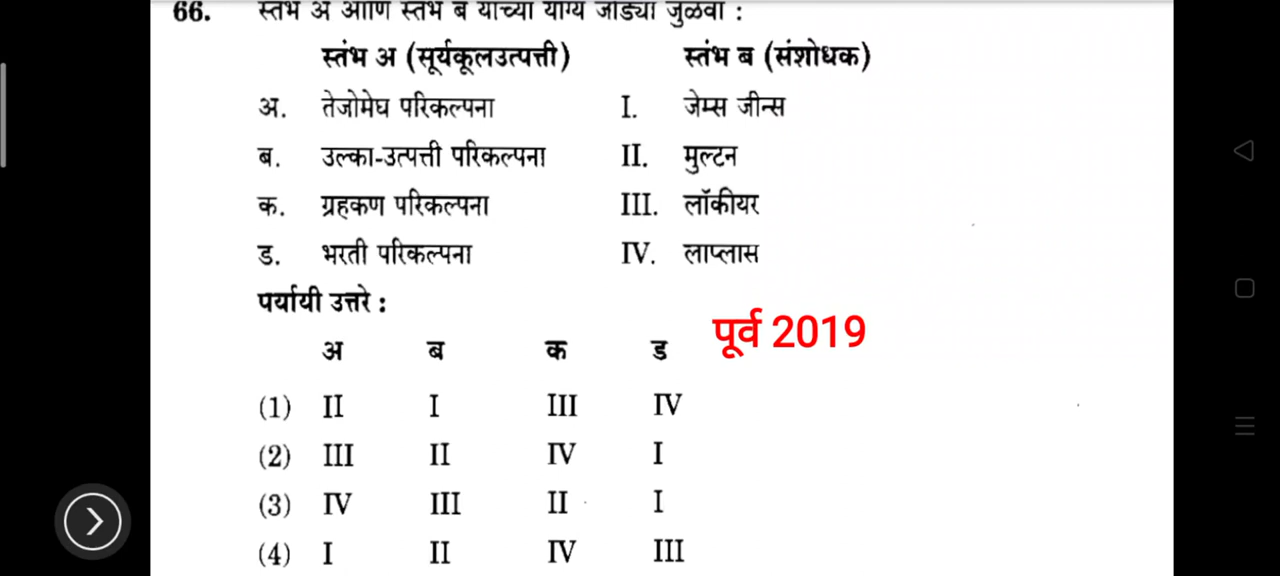 66. स्तंभ अ आणि स्तंभ ब यांच्या योग्य जोड्या जुळवा :
स्तंभ अ (सूर्यकूलउत्पत्ती) स्तंभ ब (संशोधक)
अ. तेजोमेघ परिकल्पना I. जेम्स जीन्स
ब. उल्का-उत्पत्ती परिकल्पना II. मुल्टन
क. ग्रहकण परिकल्पना III. लॉकीयर
ड. भरती परिकल्पना IV. लाप्लास
पर्यायी उत्तरे :
अ ब क ड पूर्व 2019
(1) II I III IV
(2) III II IV I
(3) IV III II I
(4) I II IV III